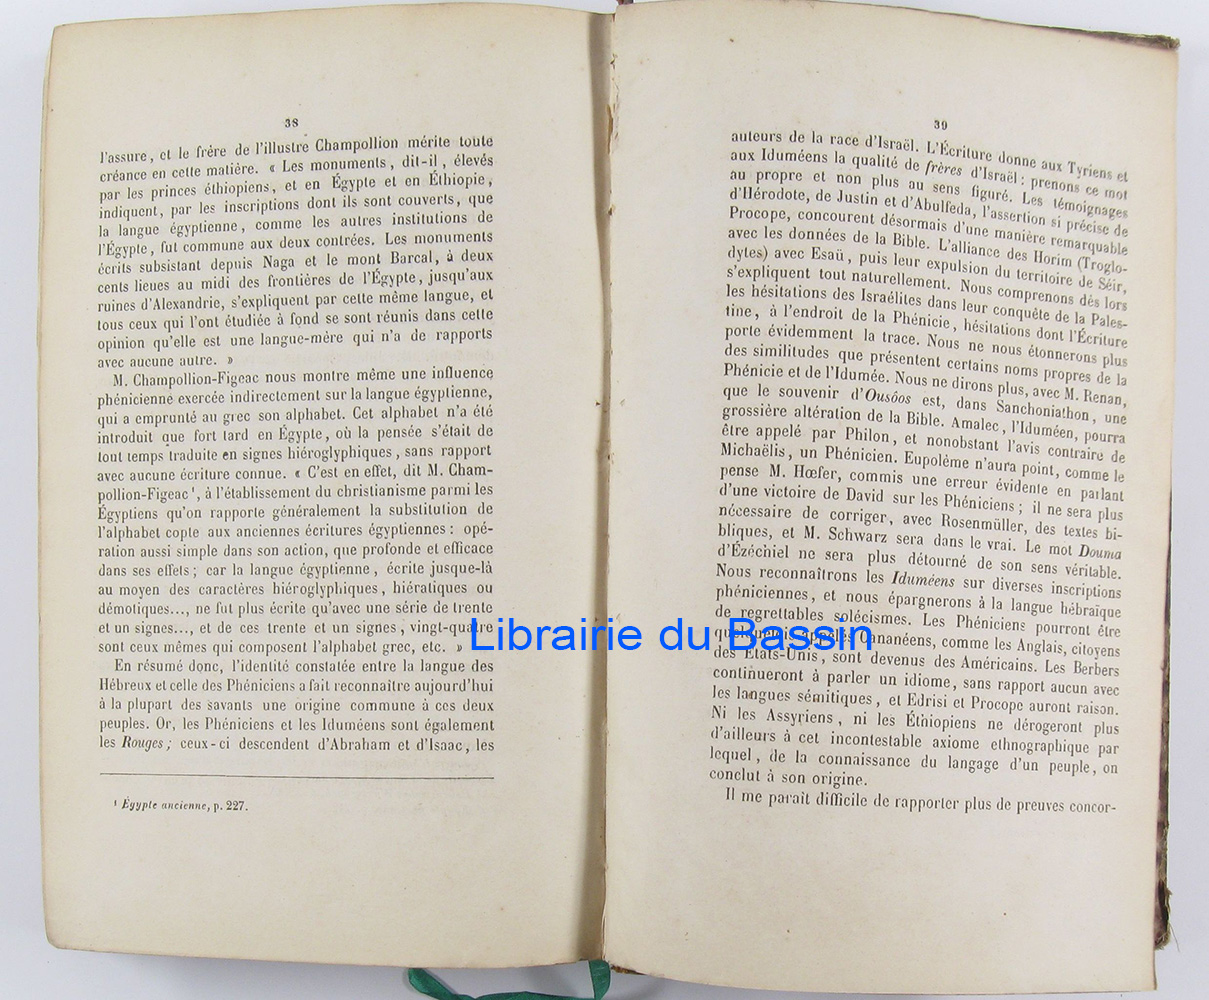 38
l'assure, et le frère de l'illustre Champollion mérite toute
créance en cette matière. « Les monuments, dit-il, élevés
par les princes éthiopiens, et en Égypte et en Éthiopie,
indiquent, par les inscriptions dont ils sont couverts, que
la langue égyptienne, comme les autres institutions de
l'Égypte, fut commune aux deux contrées. Les monuments
écrits subsistant depuis Naga et le mont Barcal, à deux
cents lieues au midi des frontières de l'Égypte, jusqu'aux
ruines d'Alexandrie, s'expliquent par cette même langue, et
tous ceux qui l'ont étudiée à fond se sont réunis dans cette
opinion qu'elle est une langue-mère qui n'a de rapports
avec aucune autre. »
M. Champollion-Figeac nous montre même une influence
phénicienne exercée indirectement sur la langue égyptienne,
qui a emprunté au grec son alphabet. Cet alphabet n'a été
introduit que fort tard en Égypte, où la pensée s'était de
tout temps traduite en signes hiéroglyphiques, sans rapport
avec aucune écriture connue. « C'est en effet, dit M. Cham-
pollion-Figeac¹, à l'établissement du christianisme parmi les
Égyptiens qu'on rapporte généralement la substitution de
l'alphabet copte aux anciennes écritures égyptiennes : opé-
ration aussi simple dans son action, que profonde et efficace
dans ses effets; car la langue égyptienne, écrite jusque-là
au moyen des caractères hiéroglyphiques, hiératiques ou
démotiques..., ne fut plus écrite qu'avec une série de trente
et un signes..., et de ces trente et un signes, vingt-quatre
sont ceux mêmes qui composent l'alphabet grec, etc. »
En résumé donc, l'identité constatée entre la langue des
Hébreux et celle des Phéniciens a fait reconnaître aujourd'hui
à la plupart des savants une origine commune à ces deux
peuples. Or, les Phéniciens et les Iduméens sont également
les Rouges; ceux-ci descendent d'Abraham et d'Isaac, les
¹ Égypte ancienne, p. 227.
39
auteurs de la race d'Israël. L'Écriture donne aux Tyriens et
aux Iduméens la qualité de frères d'Israël; prenons ce mot
au propre et non plus au sens figuré. Les témoignages
d'Hérodote, de Justin et d'Abulfeda, l'assertion si précise de
Procope, concourent désormais d'une manière remarquable
avec les données de la Bible. L'alliance des Horim (Troglo-
dytes) avec Esaü, puis leur expulsion du territoire de Séir,
s'expliquent tout naturellement. Nous comprenons dès lors
les hésitations des Israélites dans leur conquête de la Pales-
tine, à l'endroit de la Phénicie, hésitations dont l'Écriture
porte évidemment la trace. Nous ne nous étonnerons plus
des similitudes que présentent certains noms propres de la
Phénicie et de l'Idumée. Nous ne dirons plus, avec M. Renan,
que le souvenir d'Ousôos est, dans Sanchoniathon, une
grossière altération de la Bible. Amalec, l'Iduméen, pourra
être appelé par Philon, et nonobstant l'avis contraire de
Michaëlis, un Phénicien. Eupolème n'aura point, comme le
pense M. Hœfer, commis une erreur évidente en parlant
d'une victoire de David sur les Phéniciens; il ne sera plus
nécessaire de corriger, avec Rosenmüller, des textes bi-
bliques, et M. Schwarz sera dans le vrai. Le mot Douma
d'Ézéchiel ne sera plus détourné de son sens véritable.
Nous reconnaîtrons les Iduméens sur diverses inscriptions
phéniciennes, et nous épargnerons à la langue hébraïque
de regrettables solécismes. Les Phéniciens pourront être
quelquefois appelés Cananéens, comme les Anglais, citoyens
des États-Unis, sont devenus des Américains. Les Berbers
continueront à parler un idiome, sans rapport aucun avec
les langues sémitiques, et Edrisi et Procope auront raison.
Ni les Assyriens, ni les Éthiopiens ne dérogeront plus
d'ailleurs à cet incontestable axiome ethnographique par
lequel, de la connaissance du langage d'un peuple, on
conclut à son origine.
Il me paraît difficile de rapporter plus de preuves concor-
Librairie du Bassin